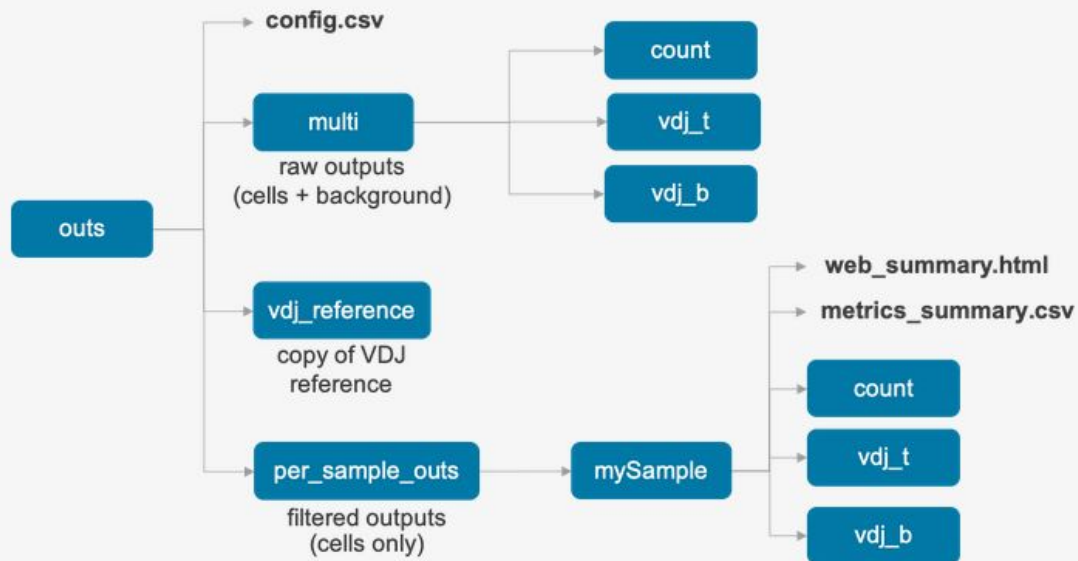 config.csv
count
multi
vdj_t
raw outputs
(cells + background)
vdj_b
outs
web_summary.html
vdj_reference
metrics_summary.csv
copy of VDJ
reference
count
per_sample_outs
mySample
vdj_t
filtered outputs
(cells only)
vdj_b